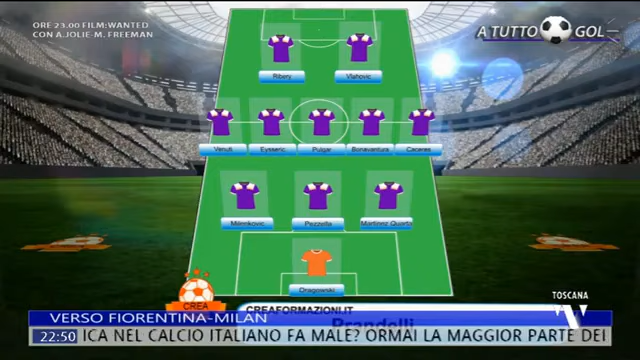 ORE 23.00 FILM:WANTED
CON A.JOLIE-M. FREEMAN
A TUTTO GOL
Ribery
Vlahovic
Venuti
Eysseric
Pulgar
Bonaventura
Caceres
Milenkovic
Pezzella
Martinez Quarta
Dragowski
CREA
CREAFORMAZIONI.IT
TOSCANA
VERSO FIORENTINA-MILAN
Brandelli
22:50
ICA NEL CALCIO ITALIANO FA MALE? ORMAI LA MAGGIOR PARTE DEI